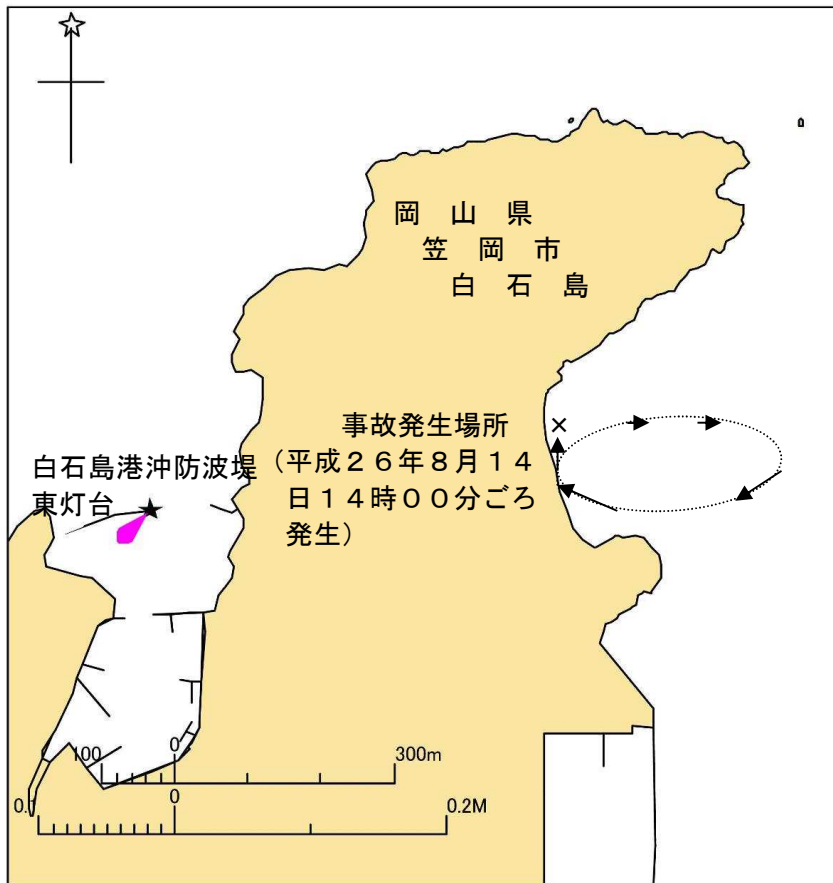 岡　山　県
笠　岡　市
白　石　島
事故発生場所
（平成２６年８月１４
日１４時００分ごろ
発生）
×
白石島港沖防波堤
東灯台
100
0
300m
0.1
0
0.2M